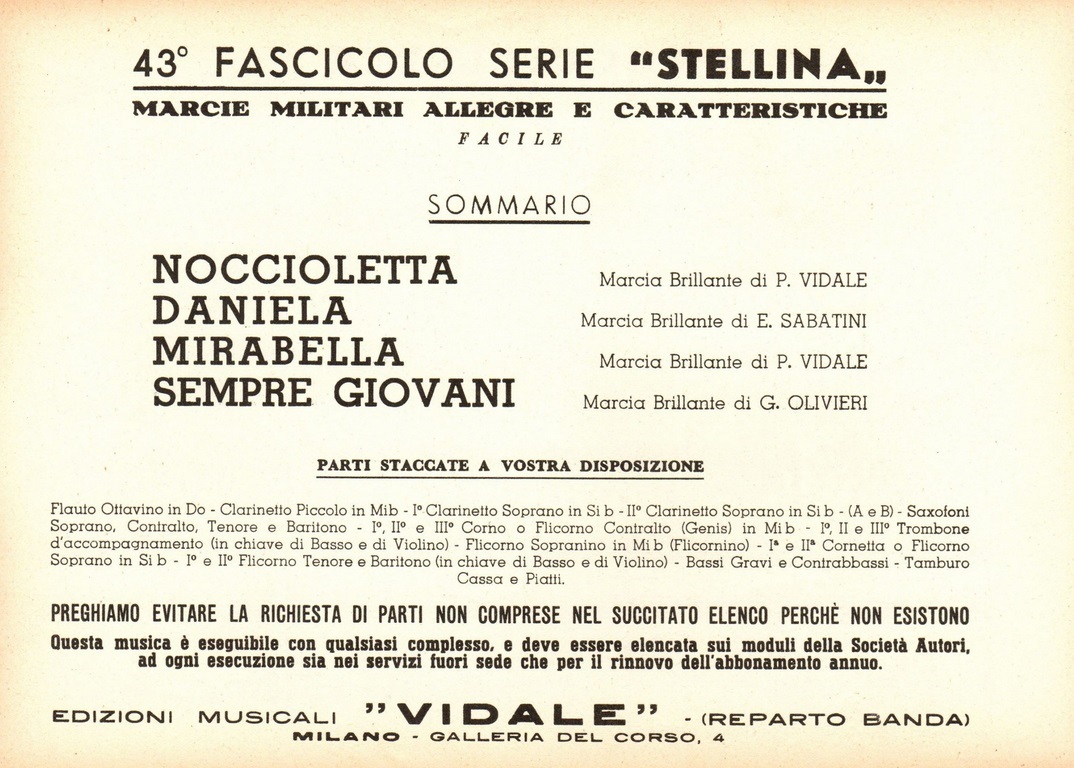 43° FASCICOLO SERIE "STELLINA„
MARCIE MILITARI ALLEGRE E CARATTERISTICHE
FACILE
SOMMARIO
NOCCIOLETTA Marcia Brillante di P. VIDALE
DANIELA Marcia Brillante di E. SABATINI
MIRABELLA Marcia Brillante di P. VIDALE
SEMPRE GIOVANI Marcia Brillante di G. OLIVIERI
PARTI STACCATE A VOSTRA DISPOSIZIONE
Flauto Ottavino in Do - Clarinetto Piccolo in Mi b - I° Clarinetto Soprano in Si b - II° Clarinetto Soprano in Si b - (A e B) - Saxofoni
Soprano, Contralto, Tenore e Baritono - I°, II° e III° Corno o Flicorno Contralto (Genis) in Mi b - I°, II e III° Trombone
d'accompagnamento (in chiave di Basso e di Violino) - Flicorno Sopranino in Mi b (Flicornino) - Iª e IIª Cornetta o Flicorno
Soprano in Si b - I° e II° Flicorno Tenore e Baritono (in chiave di Basso e di Violino) - Bassi Gravi e Contrabbassi - Tamburo
Cassa e Piatti.
PREGHIAMO EVITARE LA RICHIESTA DI PARTI NON COMPRESE NEL SUCCITATO ELENCO PERCHÈ NON ESISTONO
Questa musica è eseguibile con qualsiasi complesso, e deve essere elencata sui moduli della Società Autori,
ad ogni esecuzione sia nei servizi fuori sede che per il rinnovo dell'abbonamento annuo.
EDIZIONI MUSICALI "VIDALE" - (REPARTO BANDA)
MILANO - GALLERIA DEL CORSO, 4